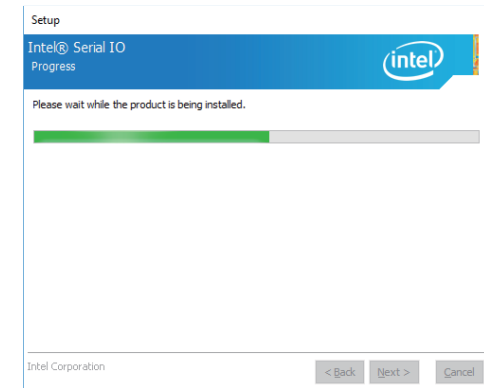 Setup
Intel® Serial IO
Progress
intel
Please wait while the product is being installed.
Intel Corporation
< Back Next > Cancel